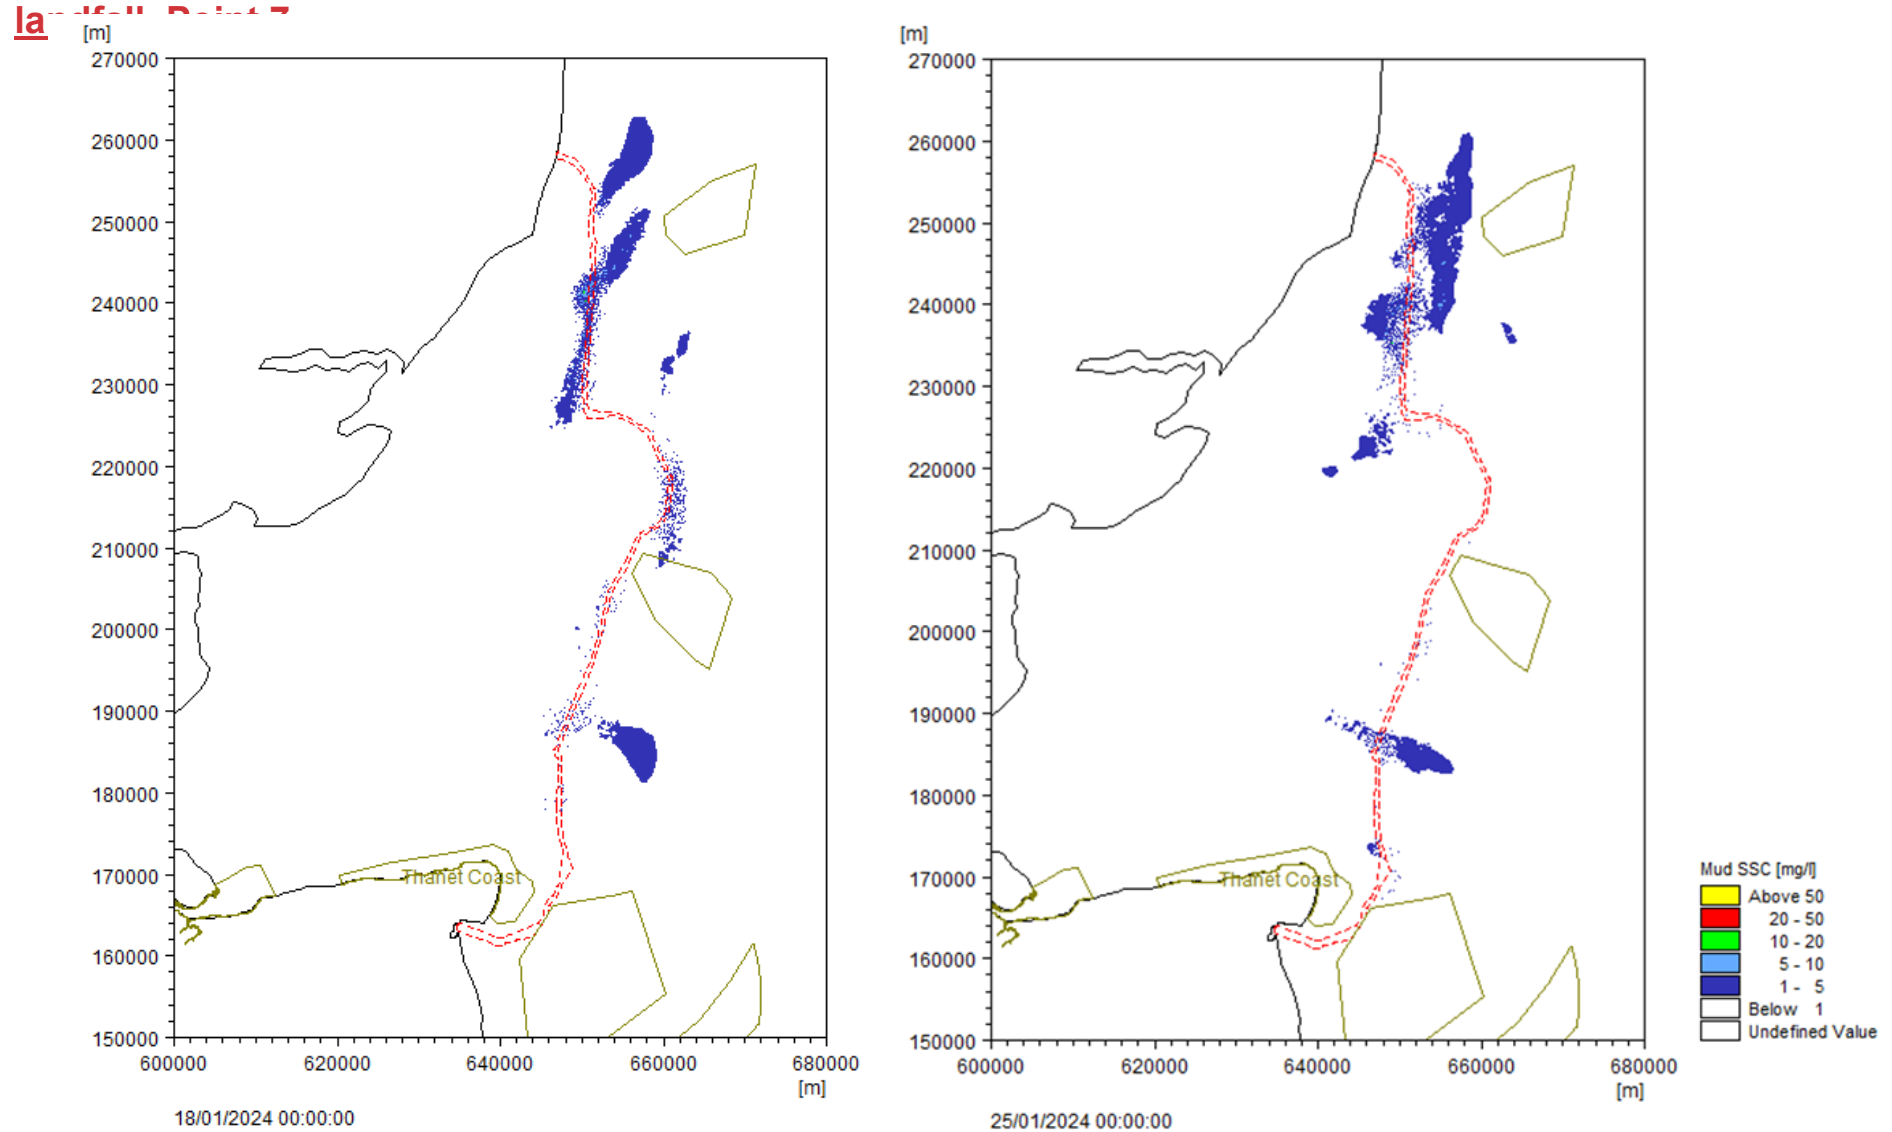 landfall, Point 7
[m]
270000
260000
250000
240000
230000
220000
210000
200000
190000
180000
170000
160000
150000
600000 620000 640000 660000 680000
[m]
Thanet Coast
18/01/2024 00:00:00
[m]
270000
260000
250000
240000
230000
220000
210000
200000
190000
180000
170000
160000
150000
600000 620000 640000 660000 680000
[m]
Thanet Coast
25/01/2024 00:00:00
Mud SSC [mg/l]
Above 50
20 - 50
10 - 20
5 - 10
1 - 5
Below 1
Undefined Value